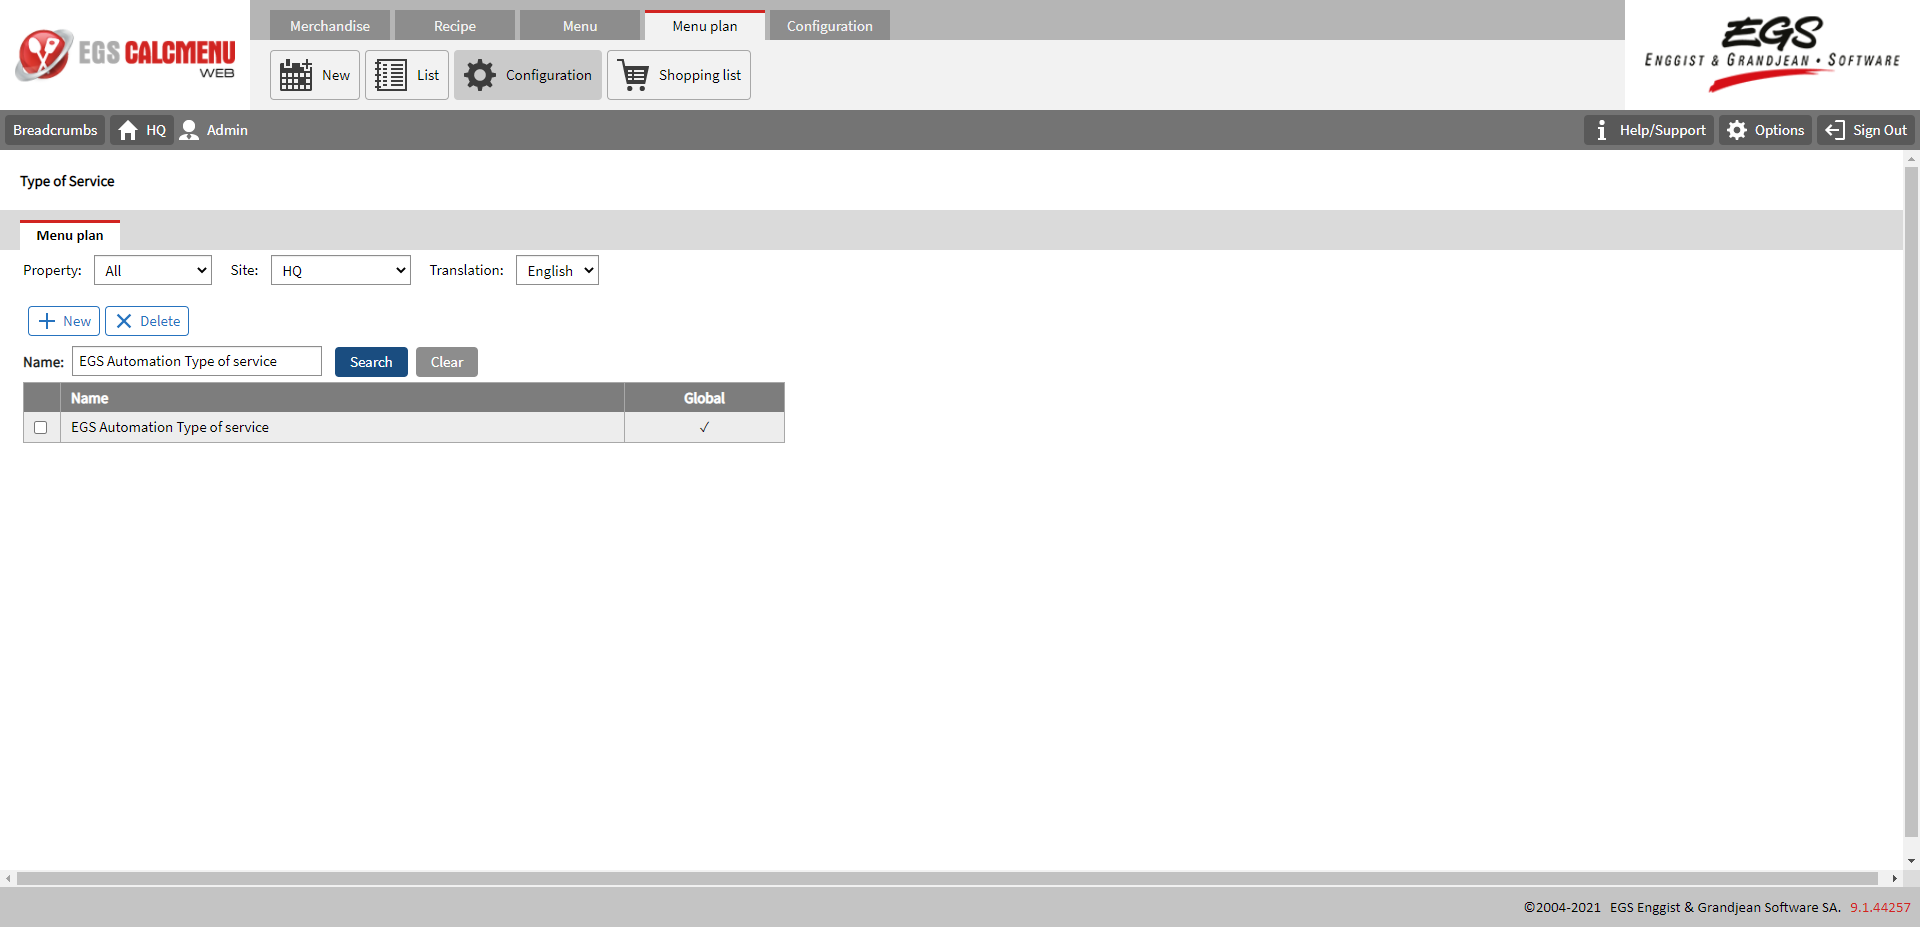 EGS CALCMENU
WEB
Merchandise Recipe Menu Menu plan Configuration
New List Configuration Shopping list
EGS
ENGGIST & GRANDJEAN • SOFTWARE
Breadcrumbs HQ Admin Help/Support Options Sign Out
Type of Service
Menu plan
Property: All Site: HQ Translation: English
New Delete
Name: EGS Automation Type of service Search Clear
Name Global
EGS Automation Type of service ✓
©2004-2021 EGS Enggist & Grandjean Software SA. 9.1.44257